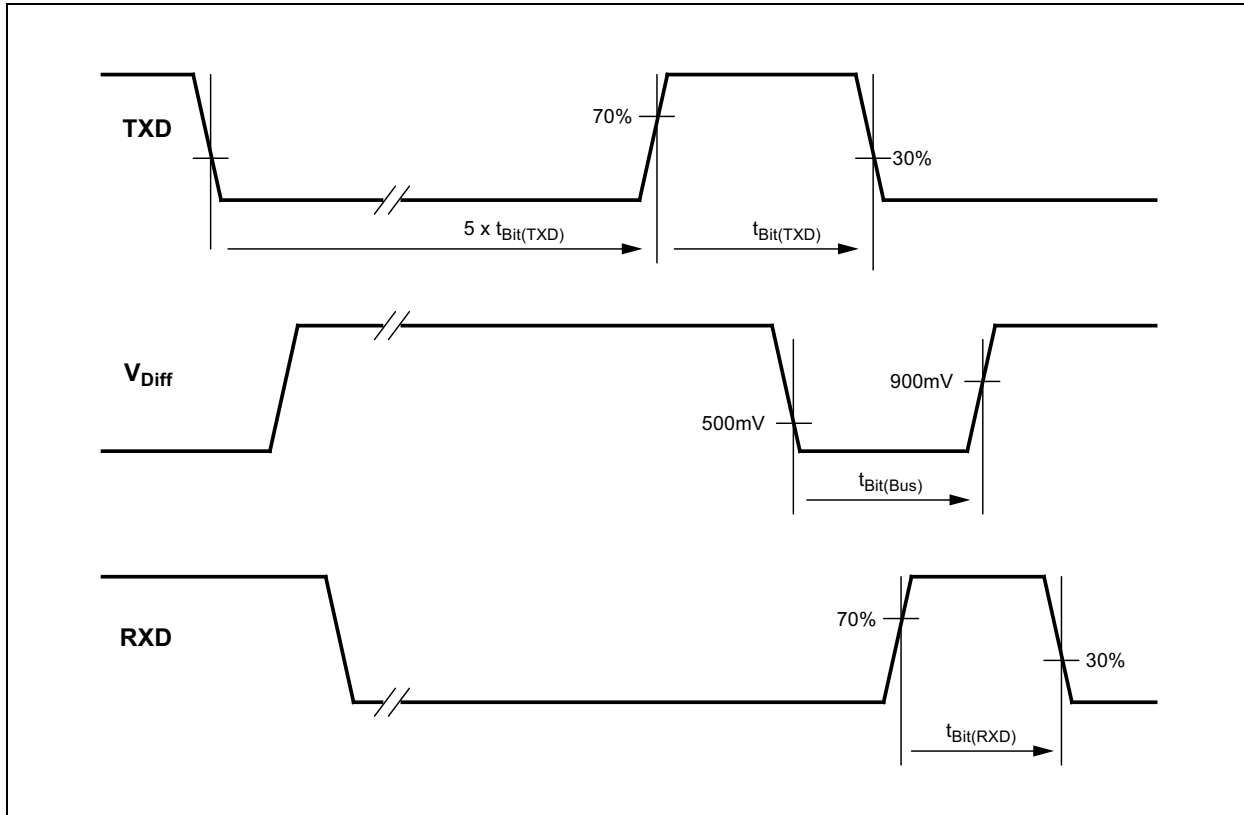 TXD
70%
30%
5 x tBit(TXD)
tBit(TXD)
VDiff
900mV
500mV
tBit(Bus)
RXD
70%
30%
tBit(RXD)